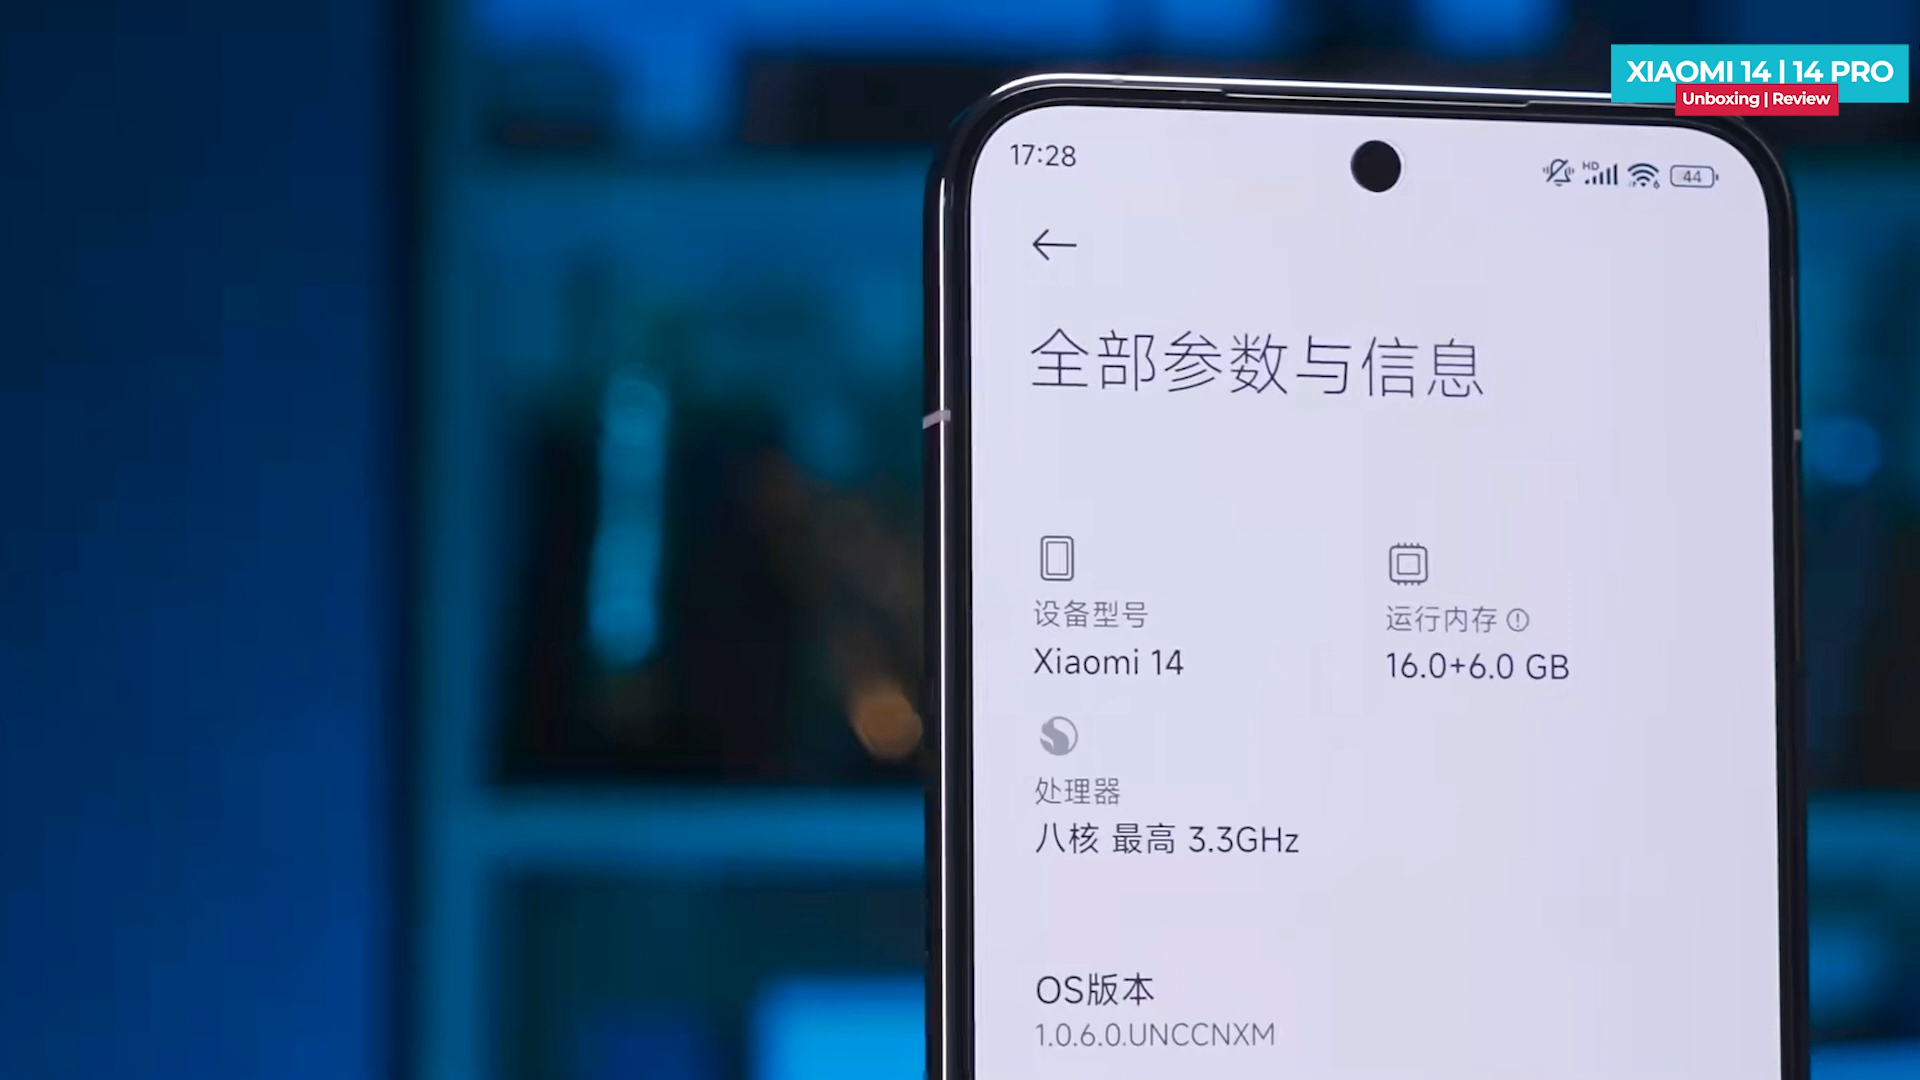 XIAOMI 14 | 14 PRO
Unboxing | Review
17:28
HD
44
全部参数与信息
设备型号
Xiaomi 14
运行内存
16.0+6.0 GB
处理器
八核 最高 3.3GHz
OS版本
1.0.6.0.UNCCNXM